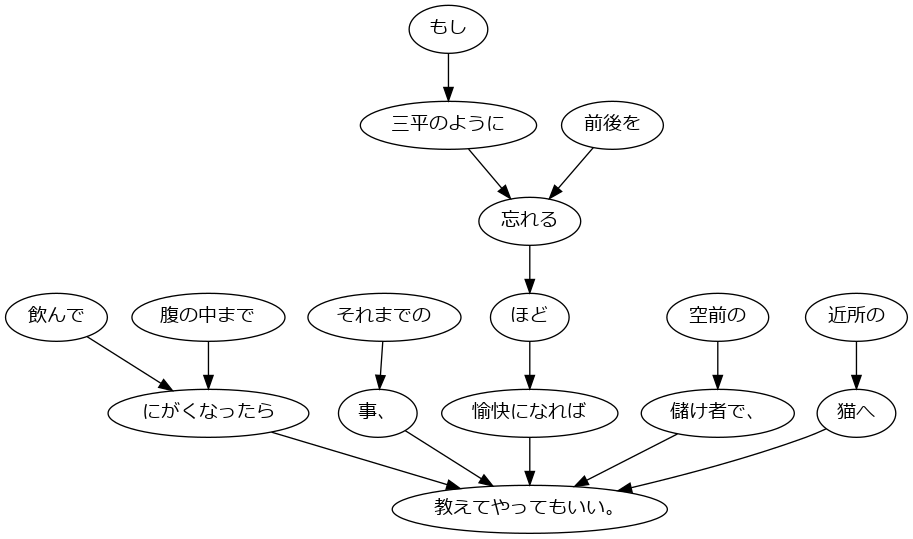 もし
三平のように
前後を
忘れる
飲んで
腹の中まで
それまでの
ほど
空前の
近所の
にがくなったら
事、
愉快になれば
儲け者で、
猫へ
教えてやってもいい。